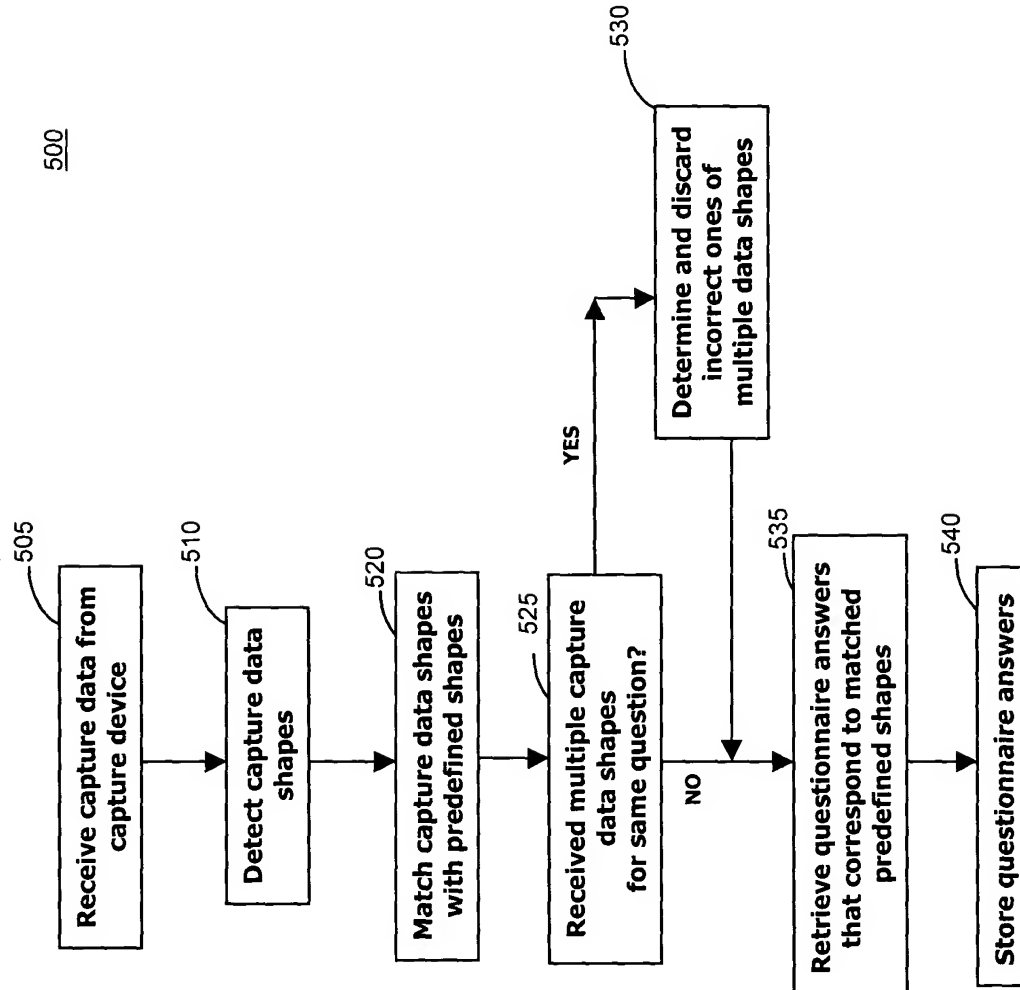 500
505
Receive capture data from
capture device
510
Detect capture data
shapes
520
Match capture data shapes
with predefined shapes
525
Received multiple capture
data shapes
for same question?
YES
530
Determine and discard
incorrect ones of
multiple data shapes
NO
535
Retrieve questionnaire answers
that correspond to matched
predefined shapes
540
Store questionnaire answers